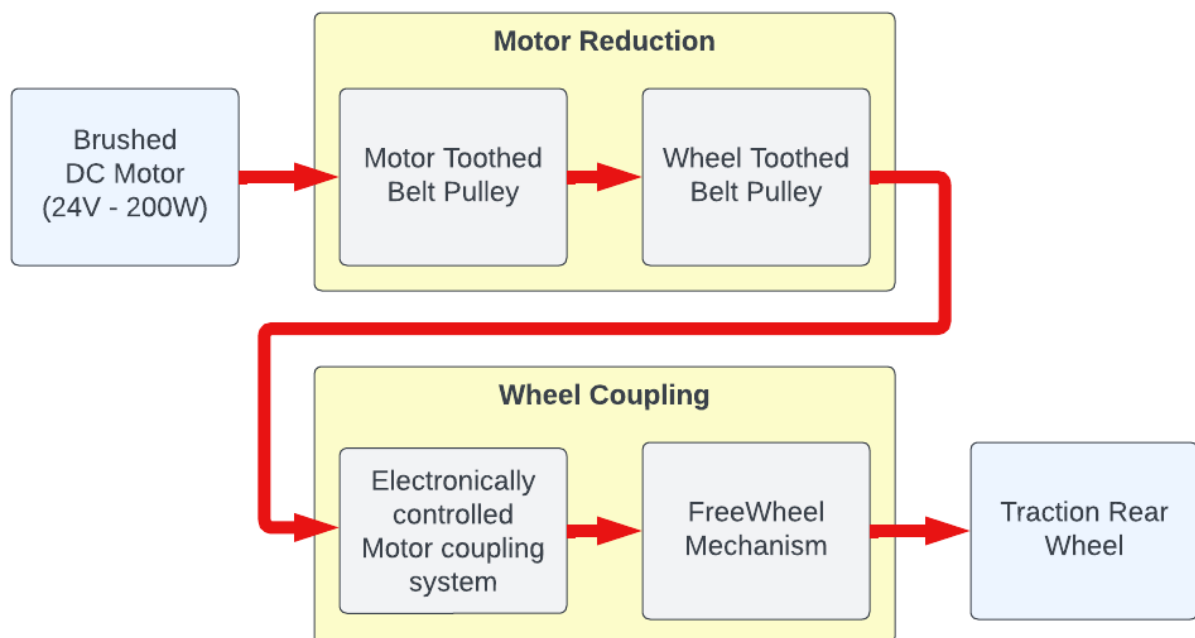 Motor Reduction
Brushed
DC Motor
(24V - 200W)
Motor Toothed
Belt Pulley
Wheel Toothed
Belt Pulley
Wheel Coupling
Electronically
controlled
Motor coupling
system
FreeWheel
Mechanism
Traction Rear
Wheel